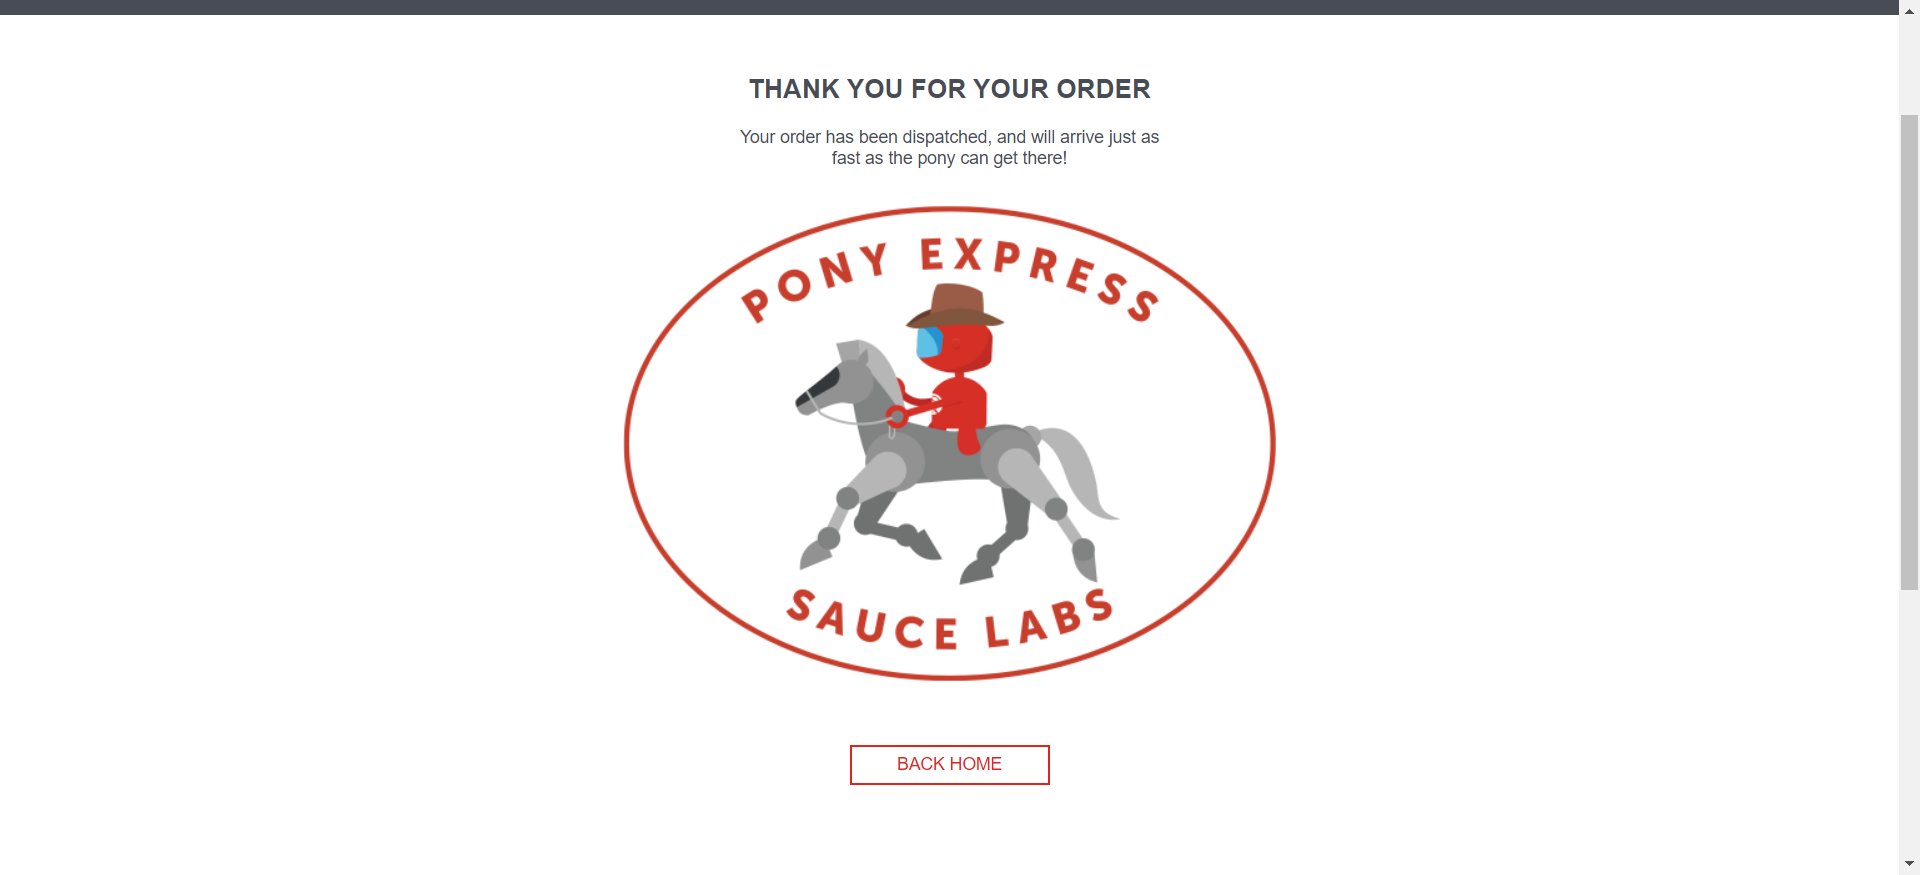 THANK YOU FOR YOUR ORDER
Your order has been dispatched, and will arrive just as
fast as the pony can get there!
PONY EXPRESS
SAUCE LABS
BACK HOME